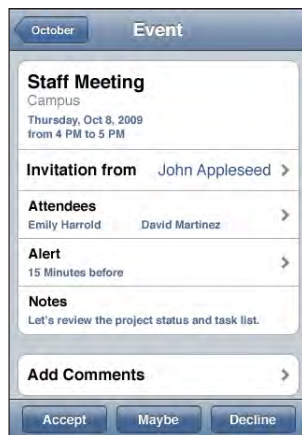 October
Event
Staff Meeting
Campus
Thursday, Oct 8, 2009
from 4 PM to 5 PM
Invitation from John Appleseed
Attendees
Emily Harrold David Martinez
Alert
15 Minutes before
Notes
Let's review the project status and task list.
Add Comments
Accept Maybe Decline